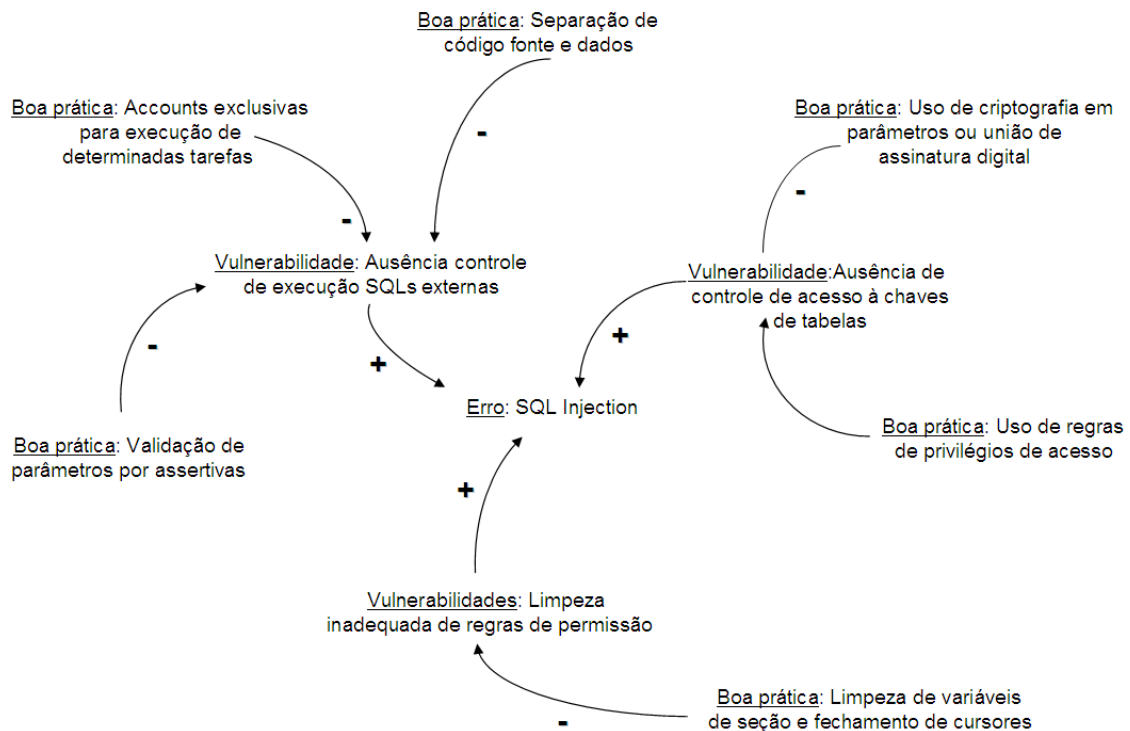 Boa prática: Separação de
código fonte e dados
-
Boa prática: Accounts exclusivas
para execução de
determinadas tarefas
-
Boa prática: Uso de criptografia em
parâmetros ou união de
assinatura digital
-
Vulnerabilidade: Ausência controle
de execução SQLs externas
Vulnerabilidade:Ausência de
controle de acesso à chaves
de tabelas
-
+
+
Erro: SQL Injection
Boa prática: Validação de
parâmetros por assertivas
Boa prática: Uso de regras
de privilégios de acesso
+
Vulnerabilidades: Limpeza
inadequada de regras de permissão
-
Boa prática: Limpeza de variáveis
de seção e fechamento de cursores